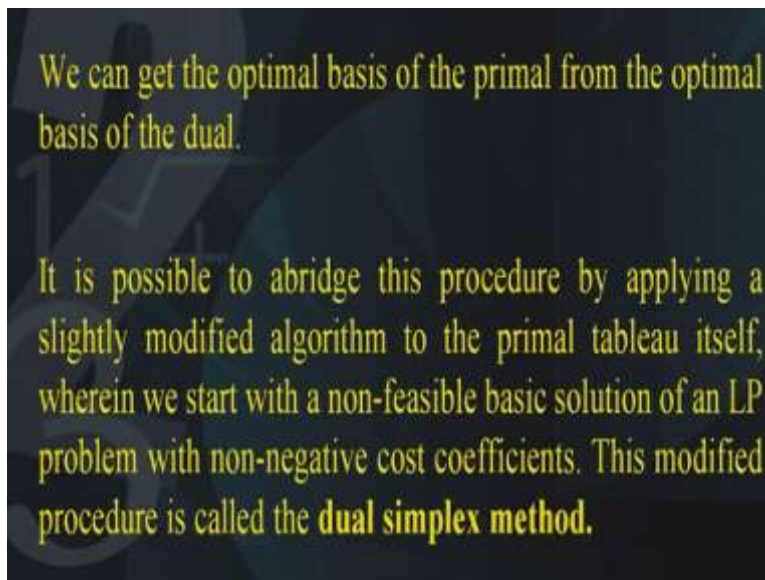 We can get the optimal basis of the primal from the optimal
basis of the dual.
It is possible to abridge this procedure by applying a
slightly modified algorithm to the primal tableau itself,
wherein we start with a non-feasible basic solution of an LP
problem with non-negative cost coefficients. This modified
procedure is called the dual simplex method.